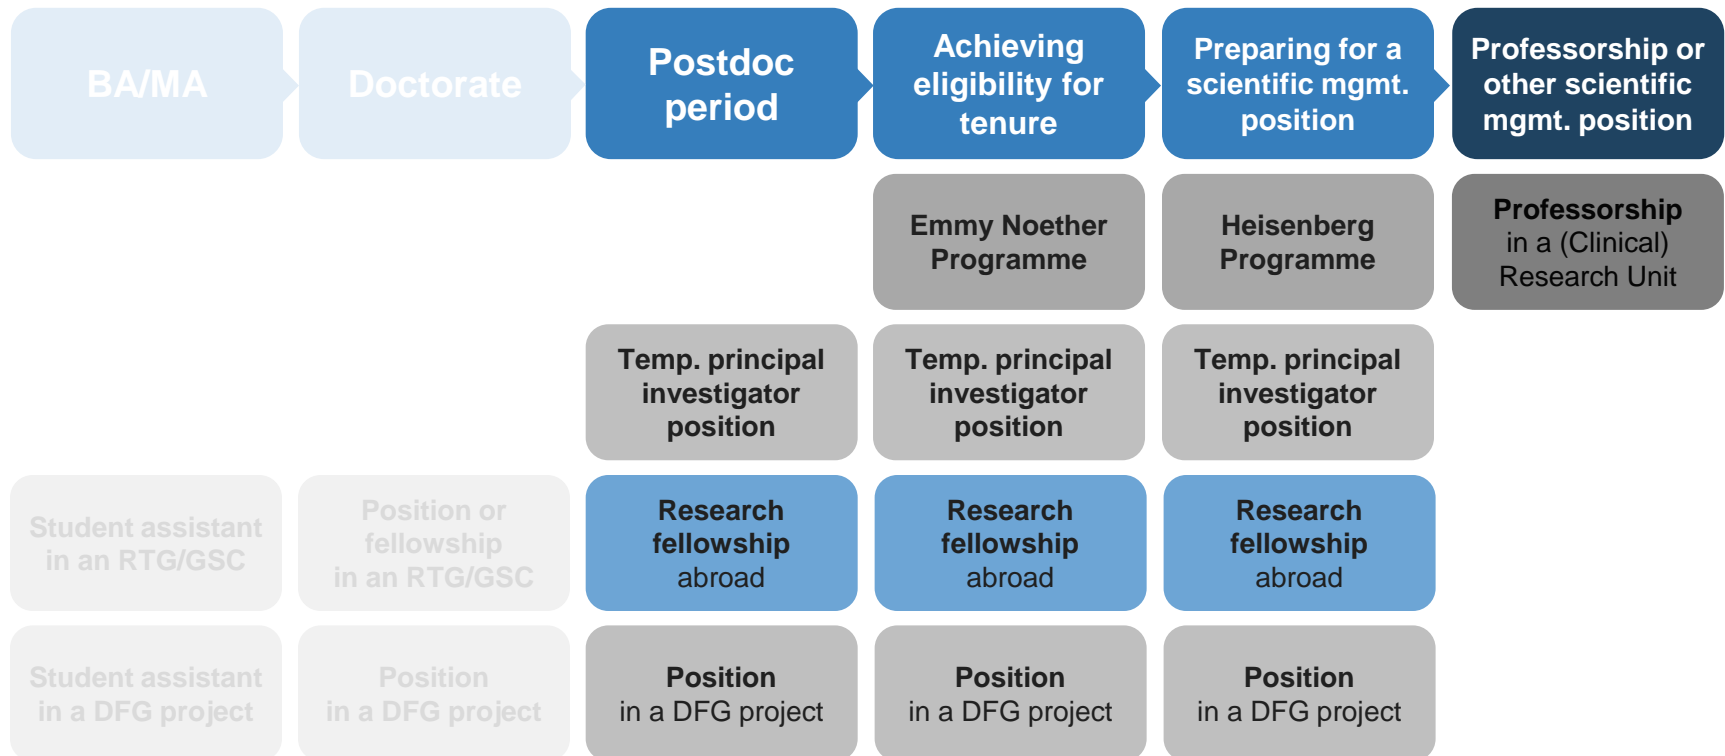 BA/MA
Doctorate
Postdoc
period
Achieving
eligibility for
tenure
Preparing for a
scientific mgmt.
position
Professorship or
other scientific
mgmt. position
Emmy Noether
Programme
Heisenberg
Programme
Professorship
in a (Clinical)
Research Unit
Temp. principal
investigator
position
Temp. principal
investigator
position
Temp. principal
investigator
position
Student assistant
in an RTG/GSC
Position or
fellowship
in an RTG/GSC
Research
fellowship
abroad
Research
fellowship
abroad
Research
fellowship
abroad
Student assistant
in a DFG project
Position
in a DFG project
Position
in a DFG project
Position
in a DFG project
Position
in a DFG project